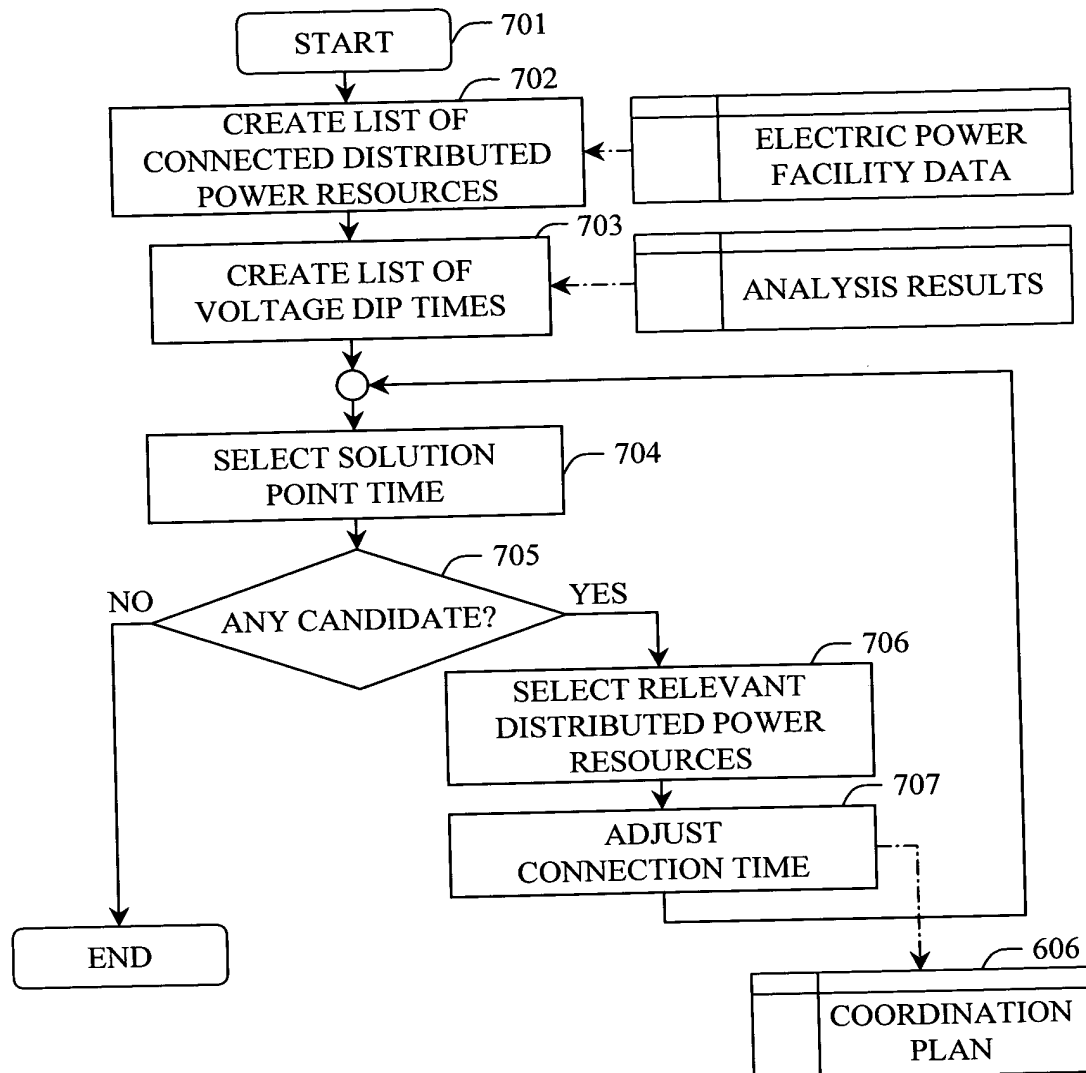 START
701
702
CREATE LIST OF
CONNECTED DISTRIBUTED
POWER RESOURCES
ELECTRIC POWER
FACILITY DATA
703
CREATE LIST OF
VOLTAGE DIP TIMES
ANALYSIS RESULTS
SELECT SOLUTION
POINT TIME
704
705
NO
ANY CANDIDATE?
YES
706
SELECT RELEVANT
DISTRIBUTED POWER
RESOURCES
707
ADJUST
CONNECTION TIME
END
606
COORDINATION
PLAN